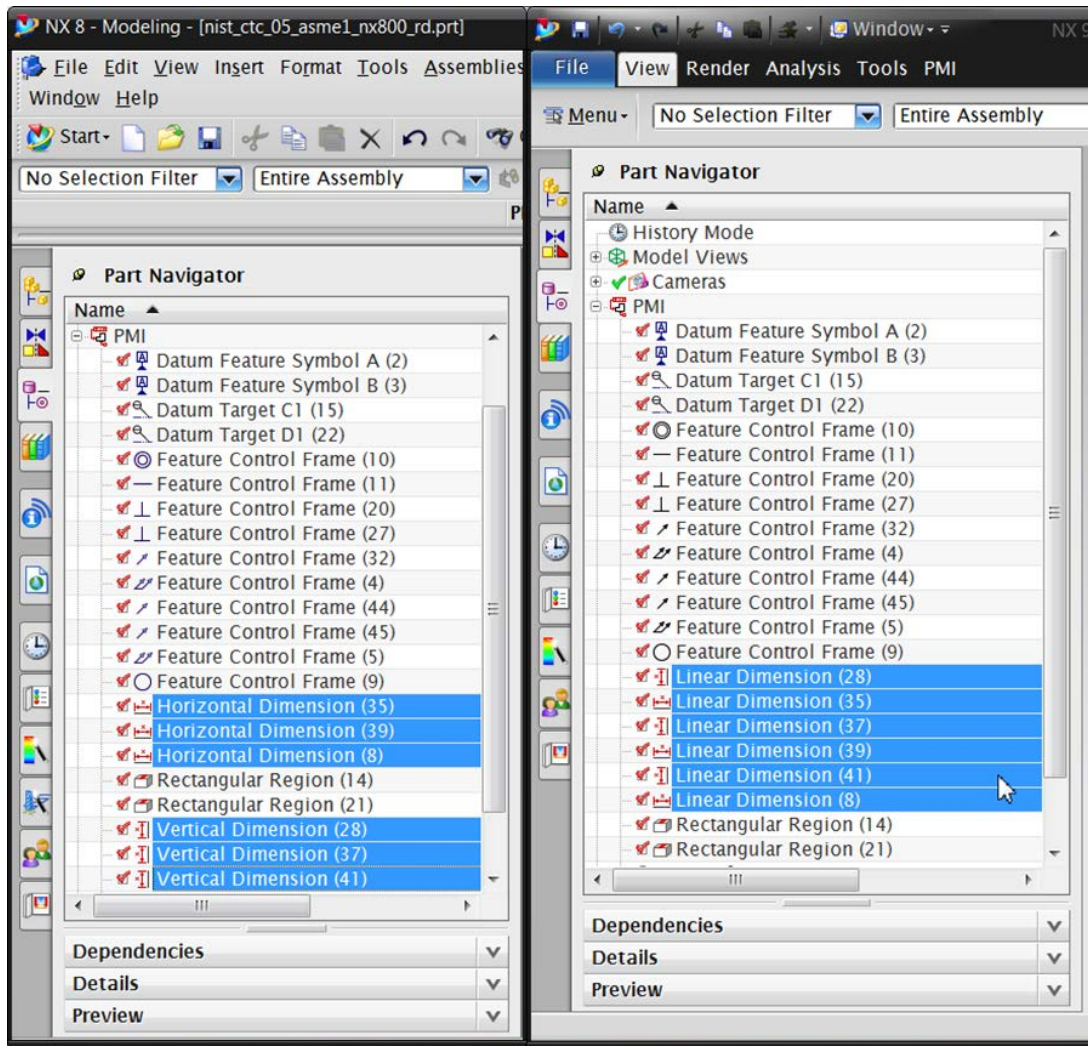 NX 8 - Modeling - [nist_ctc_05_asme1_nx800_rd.prt]
File Edit View Insert Format Tools Assemblies
Window Help
Start
No Selection Filter Entire Assembly
Part Navigator
Name
PMI
Datum Feature Symbol A (2)
Datum Feature Symbol B (3)
Datum Target C1 (15)
Datum Target D1 (22)
Feature Control Frame (10)
Feature Control Frame (11)
Feature Control Frame (20)
Feature Control Frame (27)
Feature Control Frame (32)
Feature Control Frame (4)
Feature Control Frame (44)
Feature Control Frame (45)
Feature Control Frame (5)
Feature Control Frame (9)
Horizontal Dimension (35)
Horizontal Dimension (39)
Horizontal Dimension (8)
Rectangular Region (14)
Rectangular Region (21)
Vertical Dimension (28)
Vertical Dimension (37)
Vertical Dimension (41)
Dependencies
Details
Preview
Window NX 9
File View Render Analysis Tools PMI
Menu No Selection Filter Entire Assembly
Part Navigator
Name
History Mode
Model Views
Cameras
PMI
Datum Feature Symbol A (2)
Datum Feature Symbol B (3)
Datum Target C1 (15)
Datum Target D1 (22)
Feature Control Frame (10)
Feature Control Frame (11)
Feature Control Frame (20)
Feature Control Frame (27)
Feature Control Frame (32)
Feature Control Frame (4)
Feature Control Frame (44)
Feature Control Frame (45)
Feature Control Frame (5)
Feature Control Frame (9)
Linear Dimension (28)
Linear Dimension (35)
Linear Dimension (37)
Linear Dimension (39)
Linear Dimension (41)
Linear Dimension (8)
Rectangular Region (14)
Rectangular Region (21)
Dependencies
Details
Preview